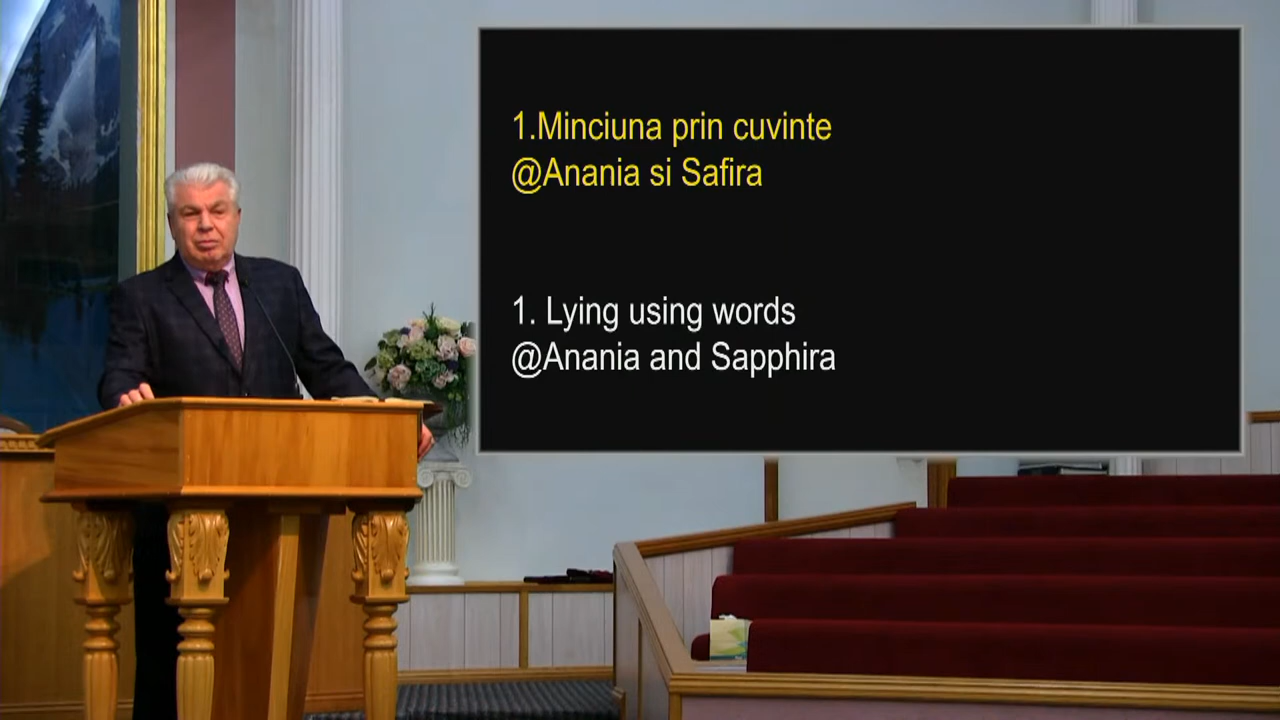 1.Minciuna prin cuvinte
@Anania si Safira
1. Lying using words
@Anania and Sapphira